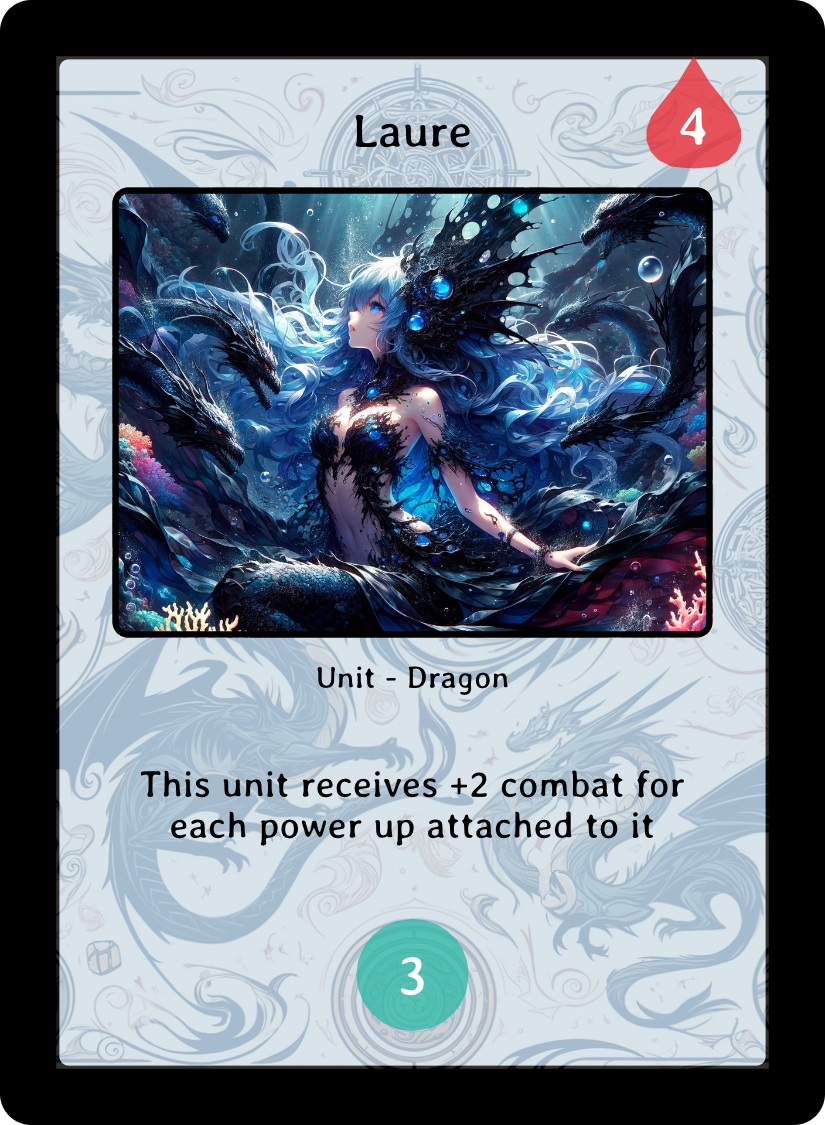 Laure
4
Unit - Dragon
This unit receives +2 combat for
each power up attached to it
3